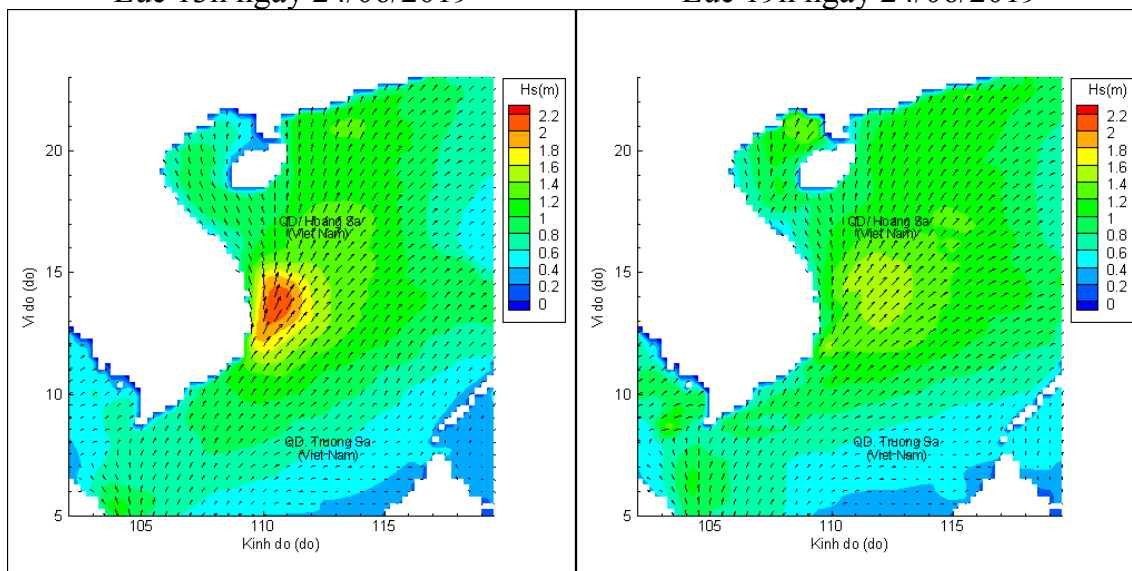 Hs(m)
2.2
2
1.8
1.6
1.4
1.2
1
0.8
0.6
0.4
0.2
0
QD. Hoang Sa
(Viet Nam)
QD. Truong Sa
(Viet Nam)
Vi do (do)
20
15
10
5
105 110 115
Kinh do (do)
Hs(m)
2.2
2
1.8
1.6
1.4
1.2
1
0.8
0.6
0.4
0.2
0
QD. Hoang Sa
(Viet Nam)
QD. Truong Sa
(Viet Nam)
Vi do (do)
20
15
10
5
105 110 115
Kinh do (do)